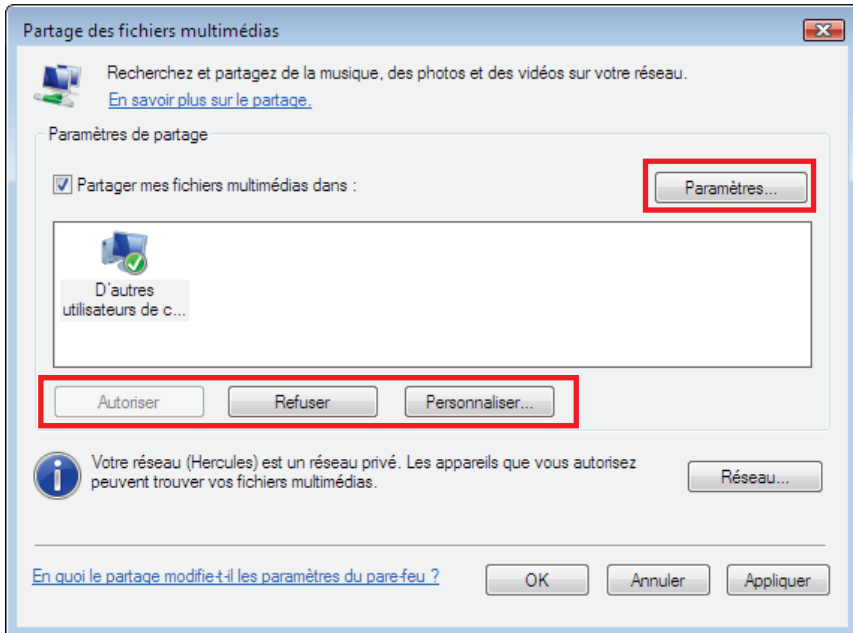 Partage des fichiers multimédias
Recherchez et partagez de la musique, des photos et des vidéos sur votre réseau.
En savoir plus sur le partage.
Paramètres de partage
Partager mes fichiers multimédias dans :
Paramètres...
D'autres
utilisateurs de c...
Autoriser
Refuser
Personnaliser...
Votre réseau (Hercules) est un réseau privé. Les appareils que vous autorisez
peuvent trouver vos fichiers multimédias.
Réseau...
En quoi le partage modifie-t-il les paramètres du pare-feu ?
OK
Annuler
Appliquer